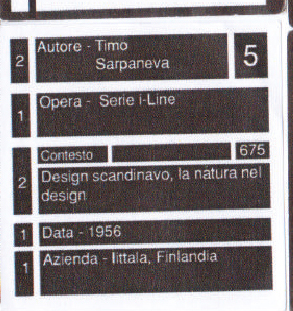 2 Autore - Timo 5
Sarpaneva
1 Opera - Serie i-Line
Contesto 675
2 Design scandinavo, la natura nel
design
1 Data - 1956
1 Azienda - Iittala, Finlandia